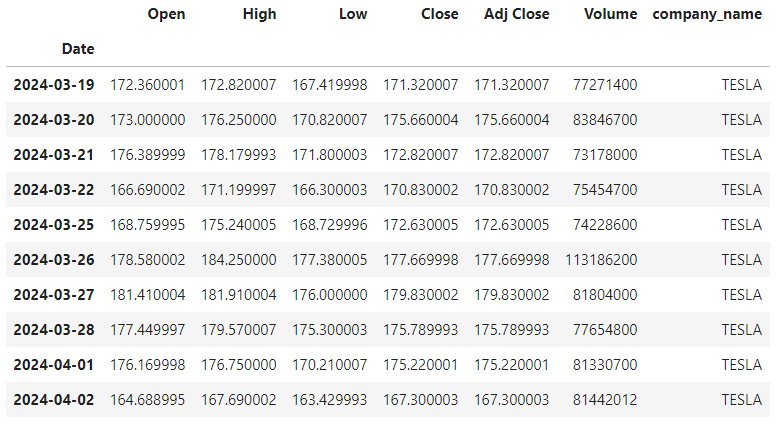 Open High Low Close Adj Close Volume company_name
Date
2024-03-19 172.360001 172.820007 167.419998 171.320007 171.320007 77271400 TESLA
2024-03-20 173.000000 176.250000 170.820007 175.660004 175.660004 83846700 TESLA
2024-03-21 176.389999 178.179993 171.800003 172.820007 172.820007 73178000 TESLA
2024-03-22 166.690002 171.199997 166.300003 170.830002 170.830002 75454700 TESLA
2024-03-25 168.759995 175.240005 168.729996 172.630005 172.630005 74228600 TESLA
2024-03-26 178.580002 184.250000 177.380005 177.669998 177.669998 113186200 TESLA
2024-03-27 181.410004 181.910004 176.000000 179.830002 179.830002 81804000 TESLA
2024-03-28 177.449997 179.570007 175.300003 175.789993 175.789993 77654800 TESLA
2024-04-01 176.169998 176.750000 170.210007 175.220001 175.220001 81330700 TESLA
2024-04-02 164.688995 167.690002 163.429993 167.300003 167.300003 81442012 TESLA